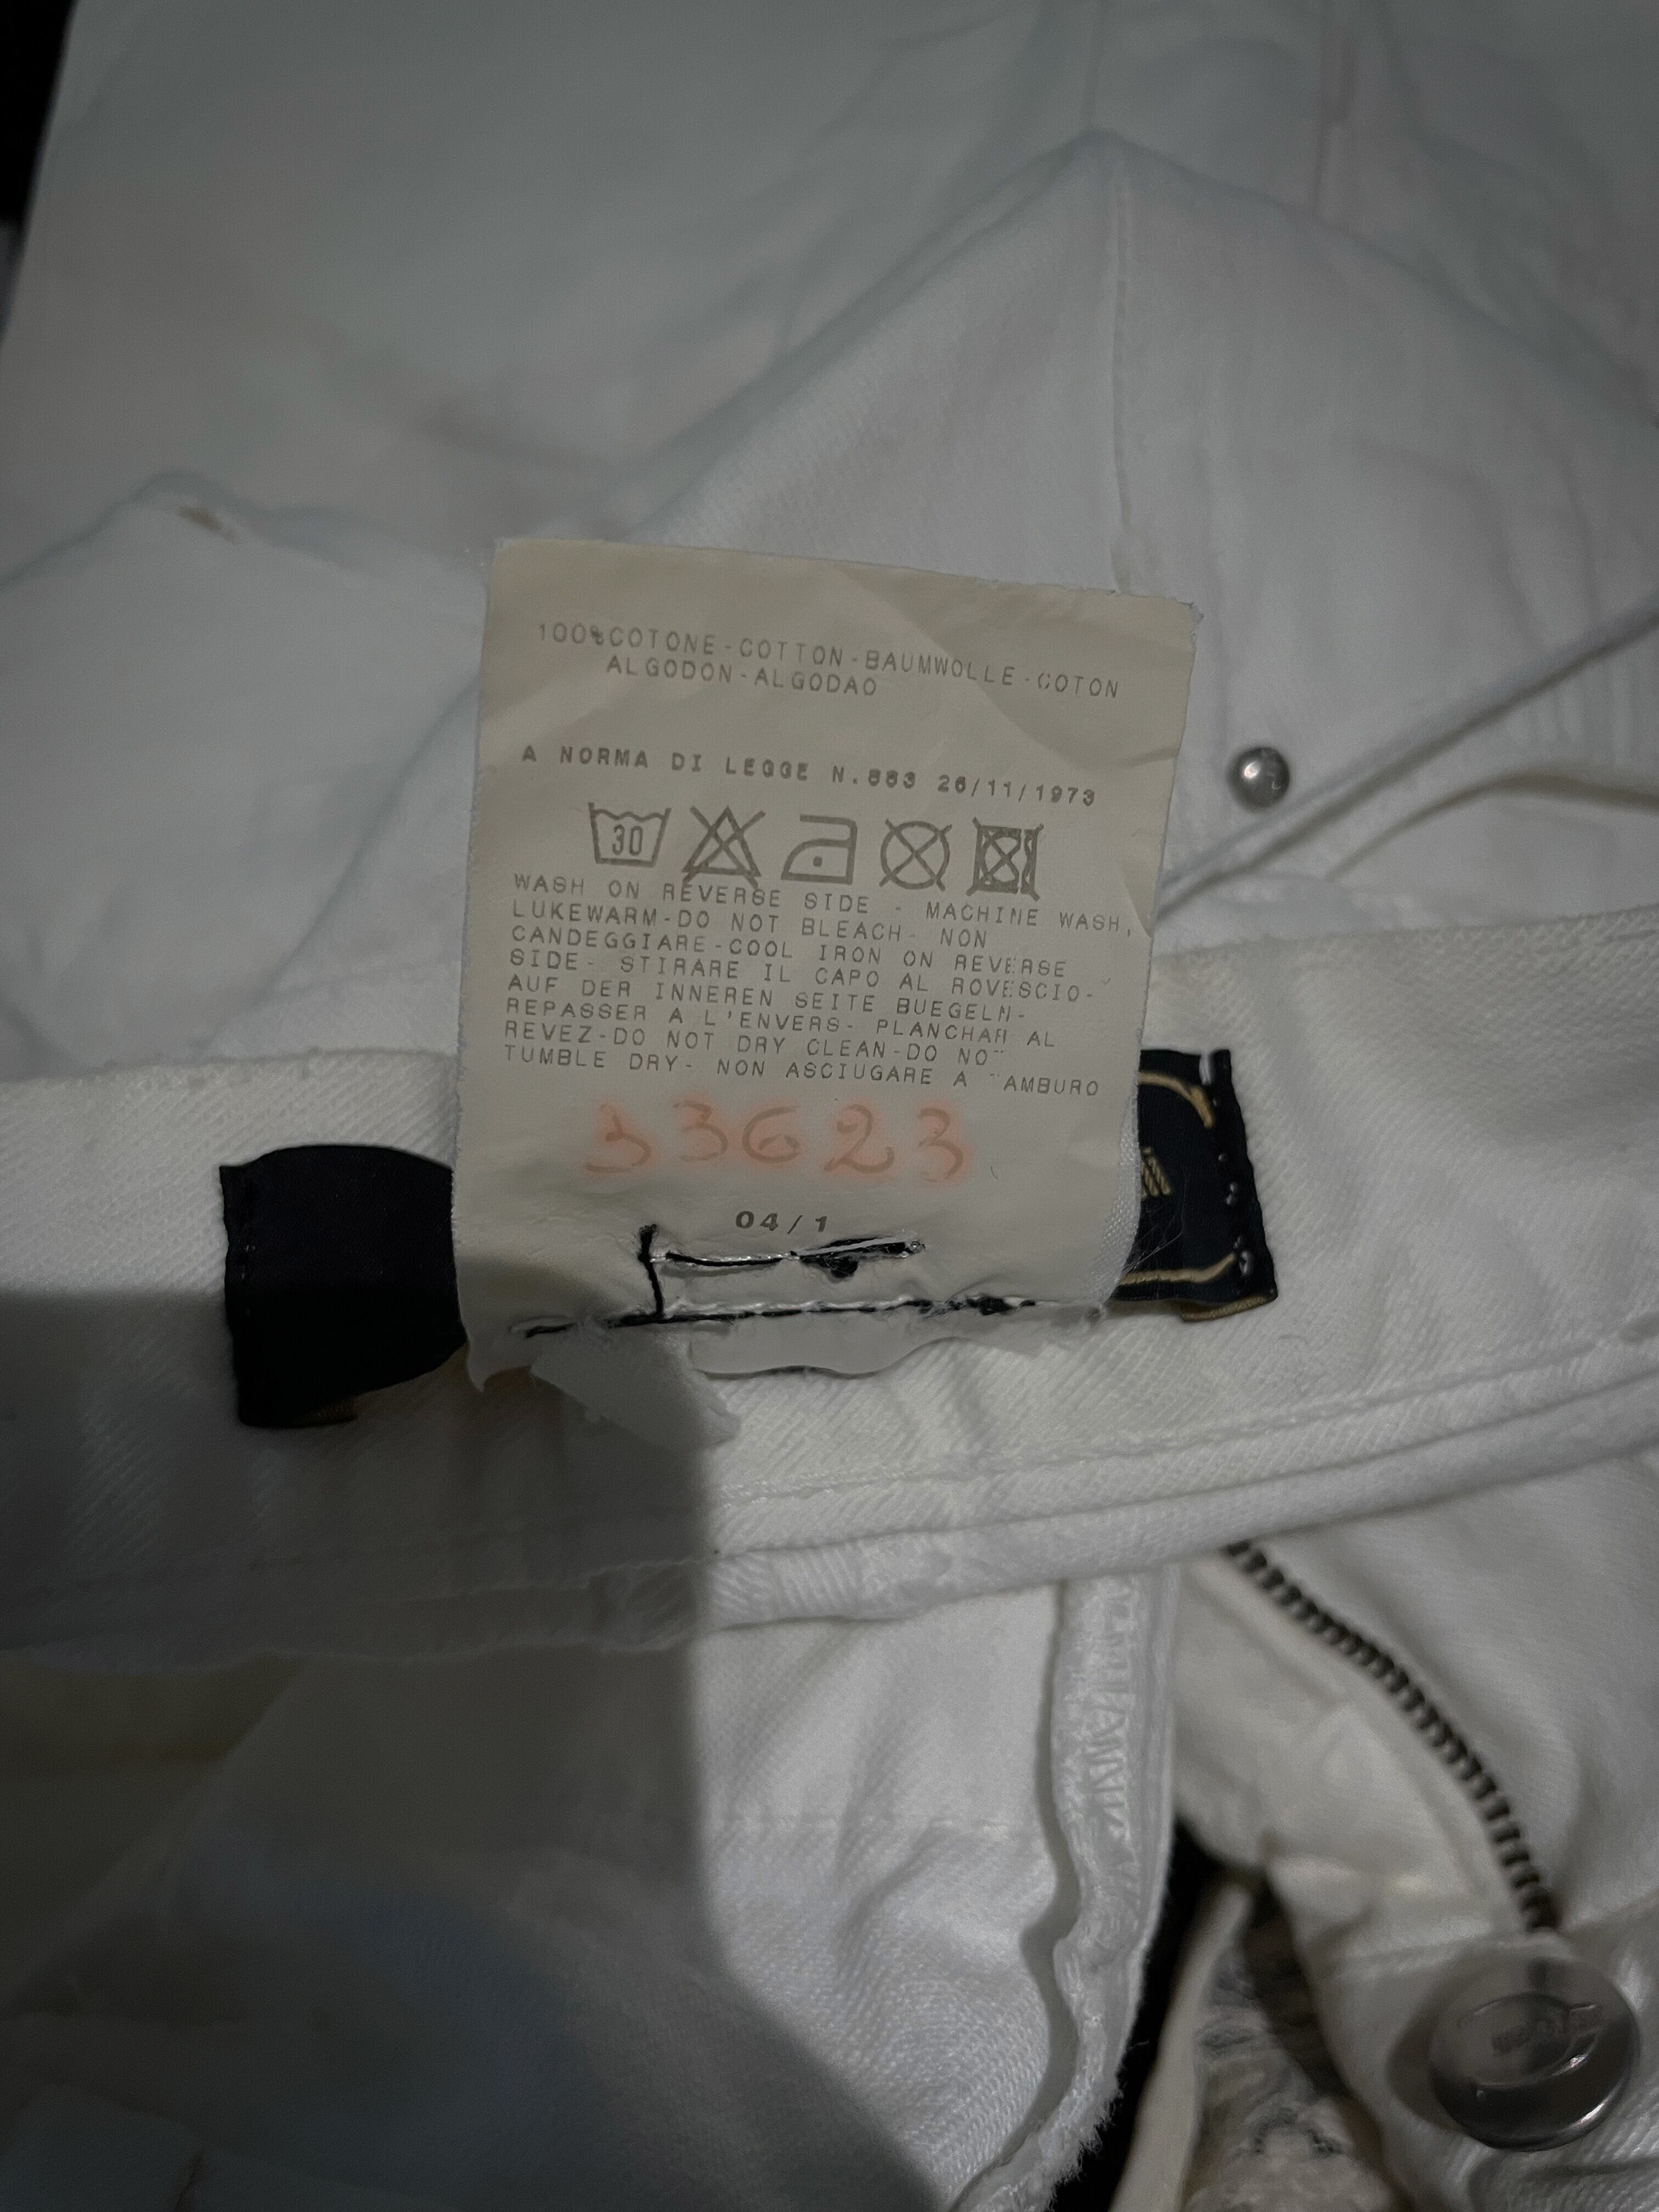 100%COTONE-COTTON-BAUMWOLLE-COTON
ALGODON-ALGODAO
A NORMA DI LEGGE N.883 26/11/1973
30
WASH ON REVERSE SIDE - MACHINE WASH,
LUKEWARM-DO NOT BLEACH- NON
CANDEGGIARE-COOL IRON ON REVERSE
SIDE- STIRARE IL CAPO AL ROVESCIO-
AUF DER INNEREN SEITE BUEGELN-
REPASSER A L'ENVERS- PLANCHAR AL
REVEZ-DO NOT DRY CLEAN-DO NO
TUMBLE DRY- NON ASCIUGARE A AMBURO
33623
04/1